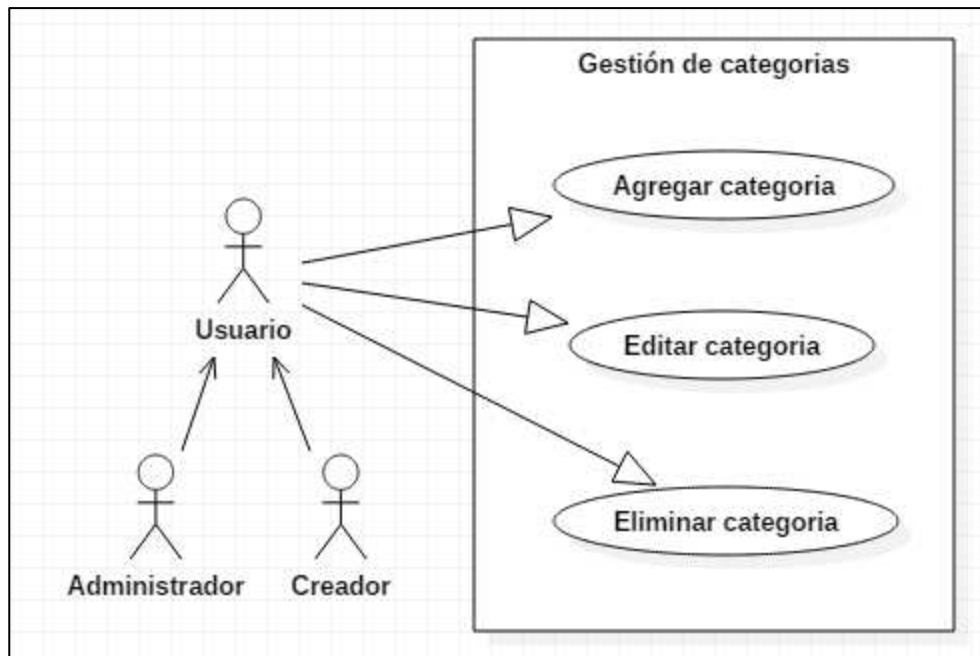 Gestión de categorias
Agregar categoria
Usuario
Editar categoria
Eliminar categoria
Administrador
Creador